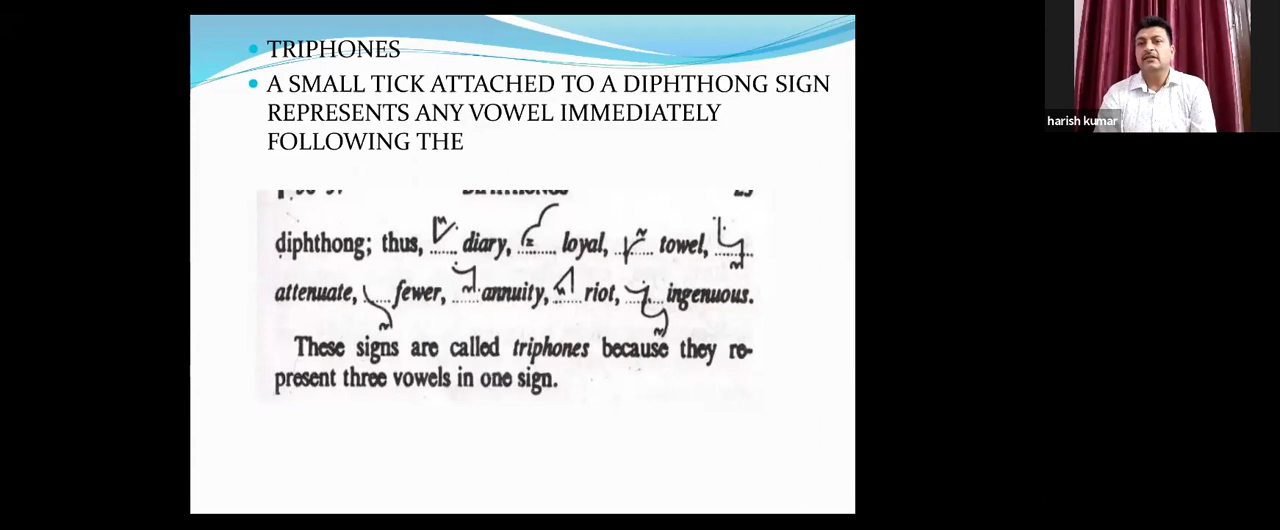 • TRIPHONES
• A SMALL TICK ATTACHED TO A DIPHTHONG SIGN
REPRESENTS ANY VOWEL IMMEDIATELY
FOLLOWING THE
diphthong; thus, diary, loyal, towel,
attenuate, fewer, annuity, riot, ingenuous.
These signs are called triphones because they re-
present three vowels in one sign.
harish kumar